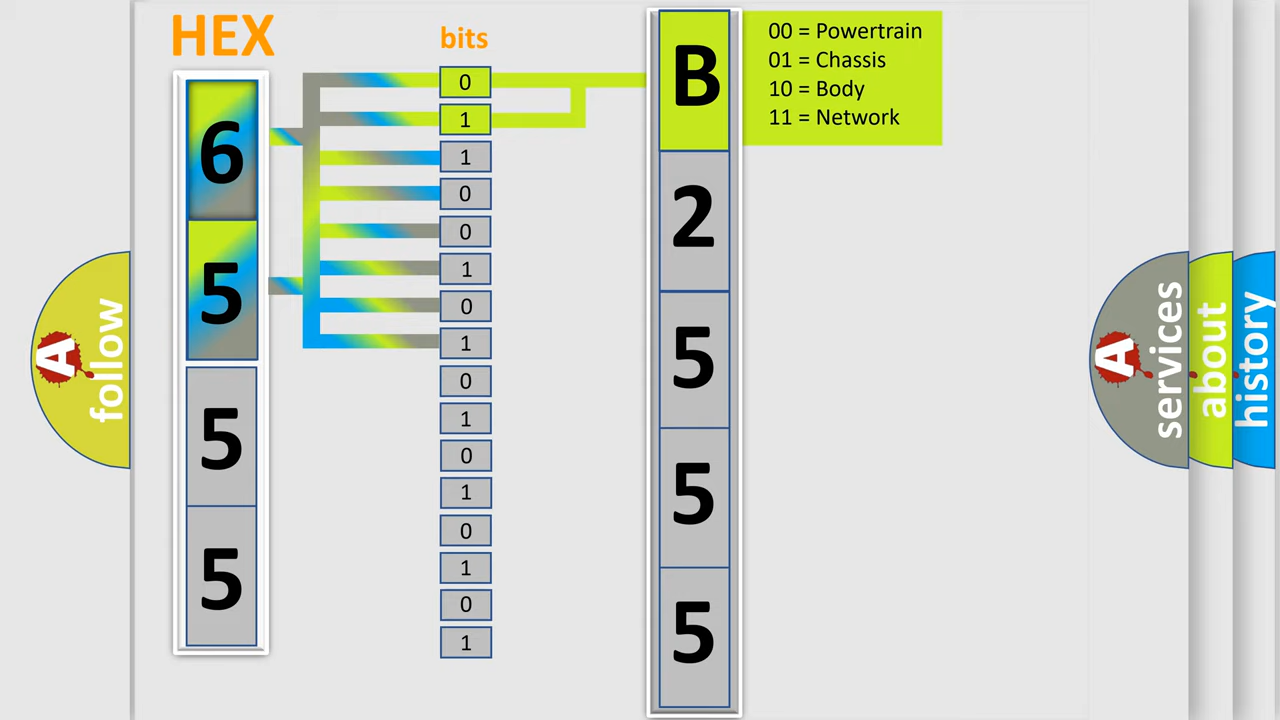 HEX
bits
6
5
5
5
0
1
1
0
0
1
0
1
0
1
0
1
0
1
0
1
B
2
5
5
5
00 = Powertrain
01 = Chassis
10 = Body
11 = Network
A
follow
A
services
about
history